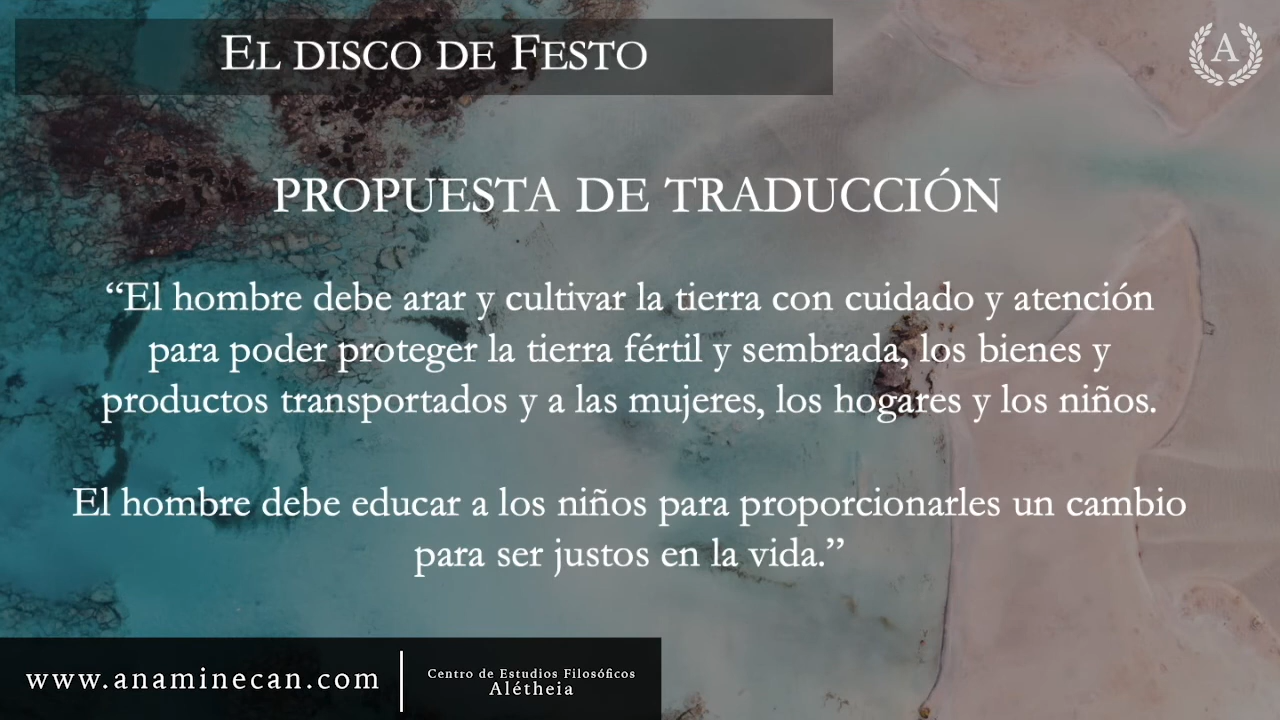 El disco de Festo
A
PROPUESTA DE TRADUCCIÓN
“El hombre debe arar y cultivar la tierra con cuidado y atención
para poder proteger la tierra fértil y sembrada, los bienes y
productos transportados y a las mujeres, los hogares y los niños.
El hombre debe educar a los niños para proporcionarles un cambio
para ser justos en la vida.”
www.anaminecan.com
Centro de Estudios Filosóficos
Alétheia